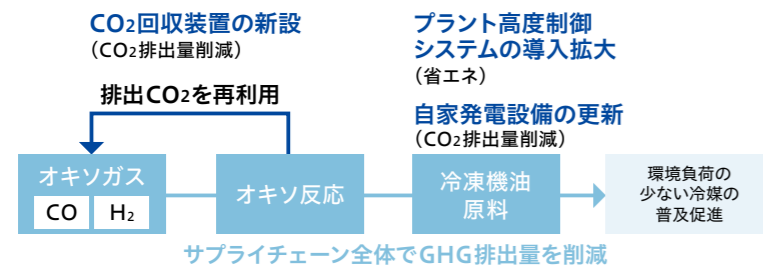 CO2回収装置の新設
（CO2排出量削減）
排出CO2を再利用
プラント高度制御
システムの導入拡大
（省エネ）
自家発電設備の更新
（CO2排出量削減）
オキソガス
CO
H2
オキソ反応
冷凍機油
原料
環境負荷の
少ない冷媒の
普及促進
サプライチェーン全体でGHG排出量を削減